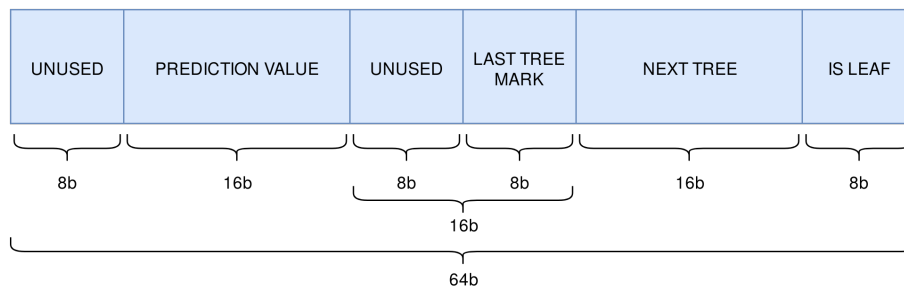 UNUSED
PREDICTION VALUE
UNUSED
LAST TREE
MARK
NEXT TREE
IS LEAF
8b
16b
8b
8b
16b
8b
16b
64b